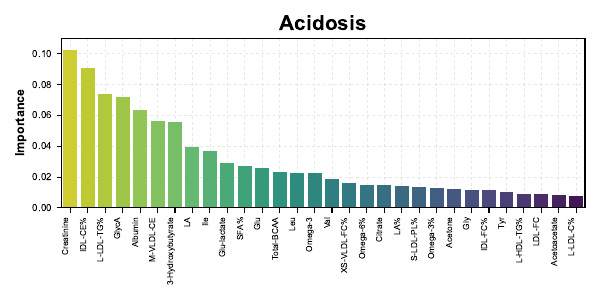 Acidosis
Importance
0.10
0.08
0.06
0.04
0.02
0.00
Creatinine
IDL-CE%
L-LDL-TG%
GlycA
Albumin
M-VLDL-CE
3-Hydroxybutyrate
LA
Ile
Glu-lactate
SFA%
Glu
Total-BCAA
Leu
Omega-3
Val
XS-VLDL-FC%
Omega-6%
Citrate
LA%
S-LDL-PL%
Omega-3%
Acetone
Gly
IDL-FC%
Tyr
L-HDL-TG%
LDL-FC
Acetoacetate
L-LDL-C%